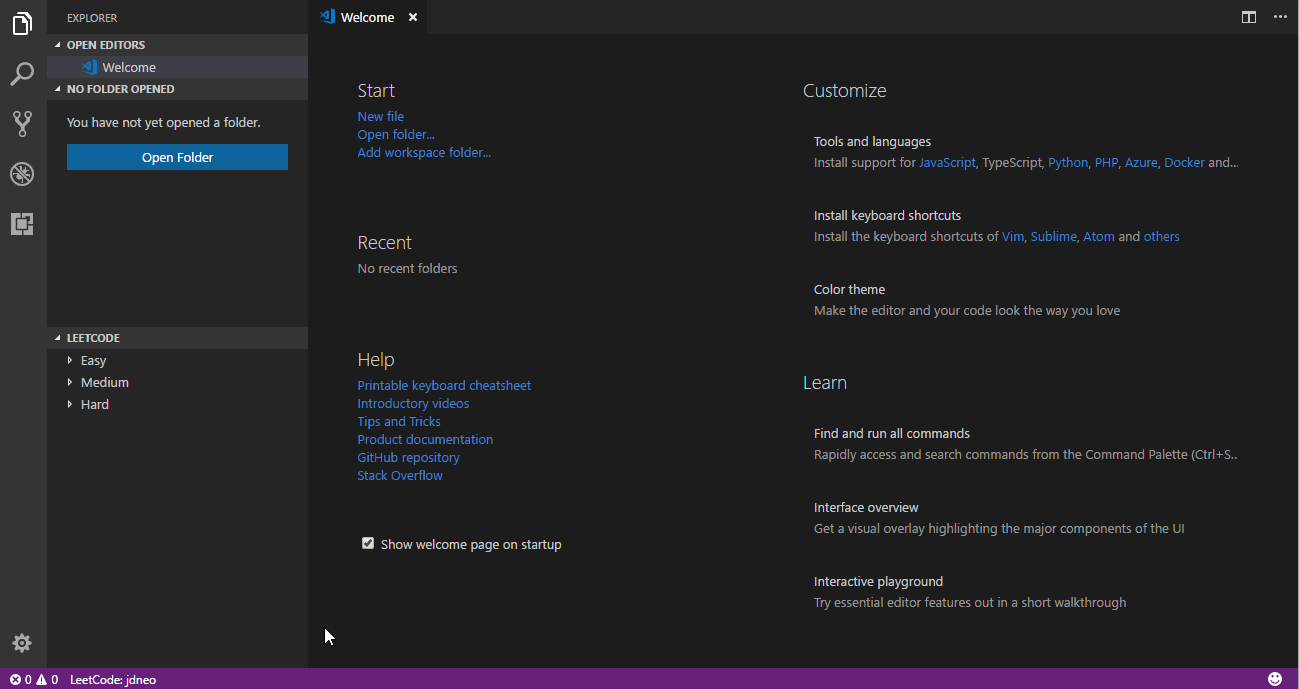 EXPLORER
OPEN EDITORS
Welcome
NO FOLDER OPENED
You have not yet opened a folder.
Open Folder
LEETCODE
Easy
Medium
Hard
Welcome
Start
New file
Open folder...
Add workspace folder...
Recent
No recent folders
Help
Printable keyboard cheatsheet
Introductory videos
Tips and Tricks
Product documentation
GitHub repository
Stack Overflow
Show welcome page on startup
Customize
Tools and languages
Install support for JavaScript, TypeScript, Python, PHP, Azure, Docker and...
Install keyboard shortcuts
Install the keyboard shortcuts of Vim, Sublime, Atom and others
Color theme
Make the editor and your code look the way you love
Learn
Find and run all commands
Rapidly access and search commands from the Command Palette (Ctrl+S..
Interface overview
Get a visual overlay highlighting the major components of the UI
Interactive playground
Try essential editor features out in a short walkthrough
0 0 LeetCode: jdneo